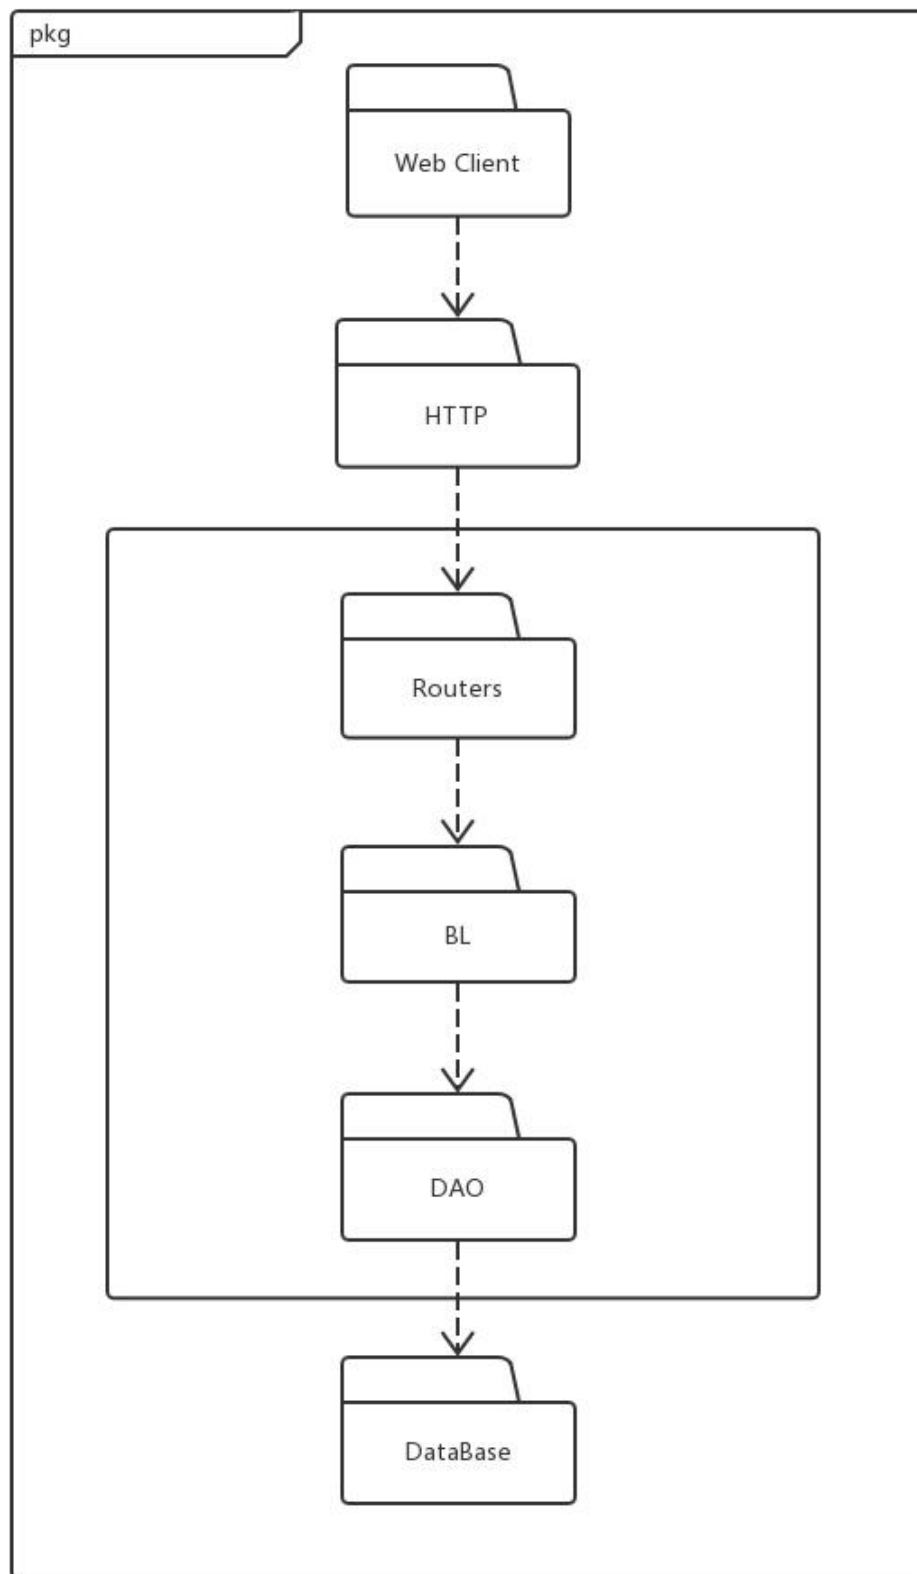 pkg
Web Client
HTTP
Routers
BL
DAO
DataBase